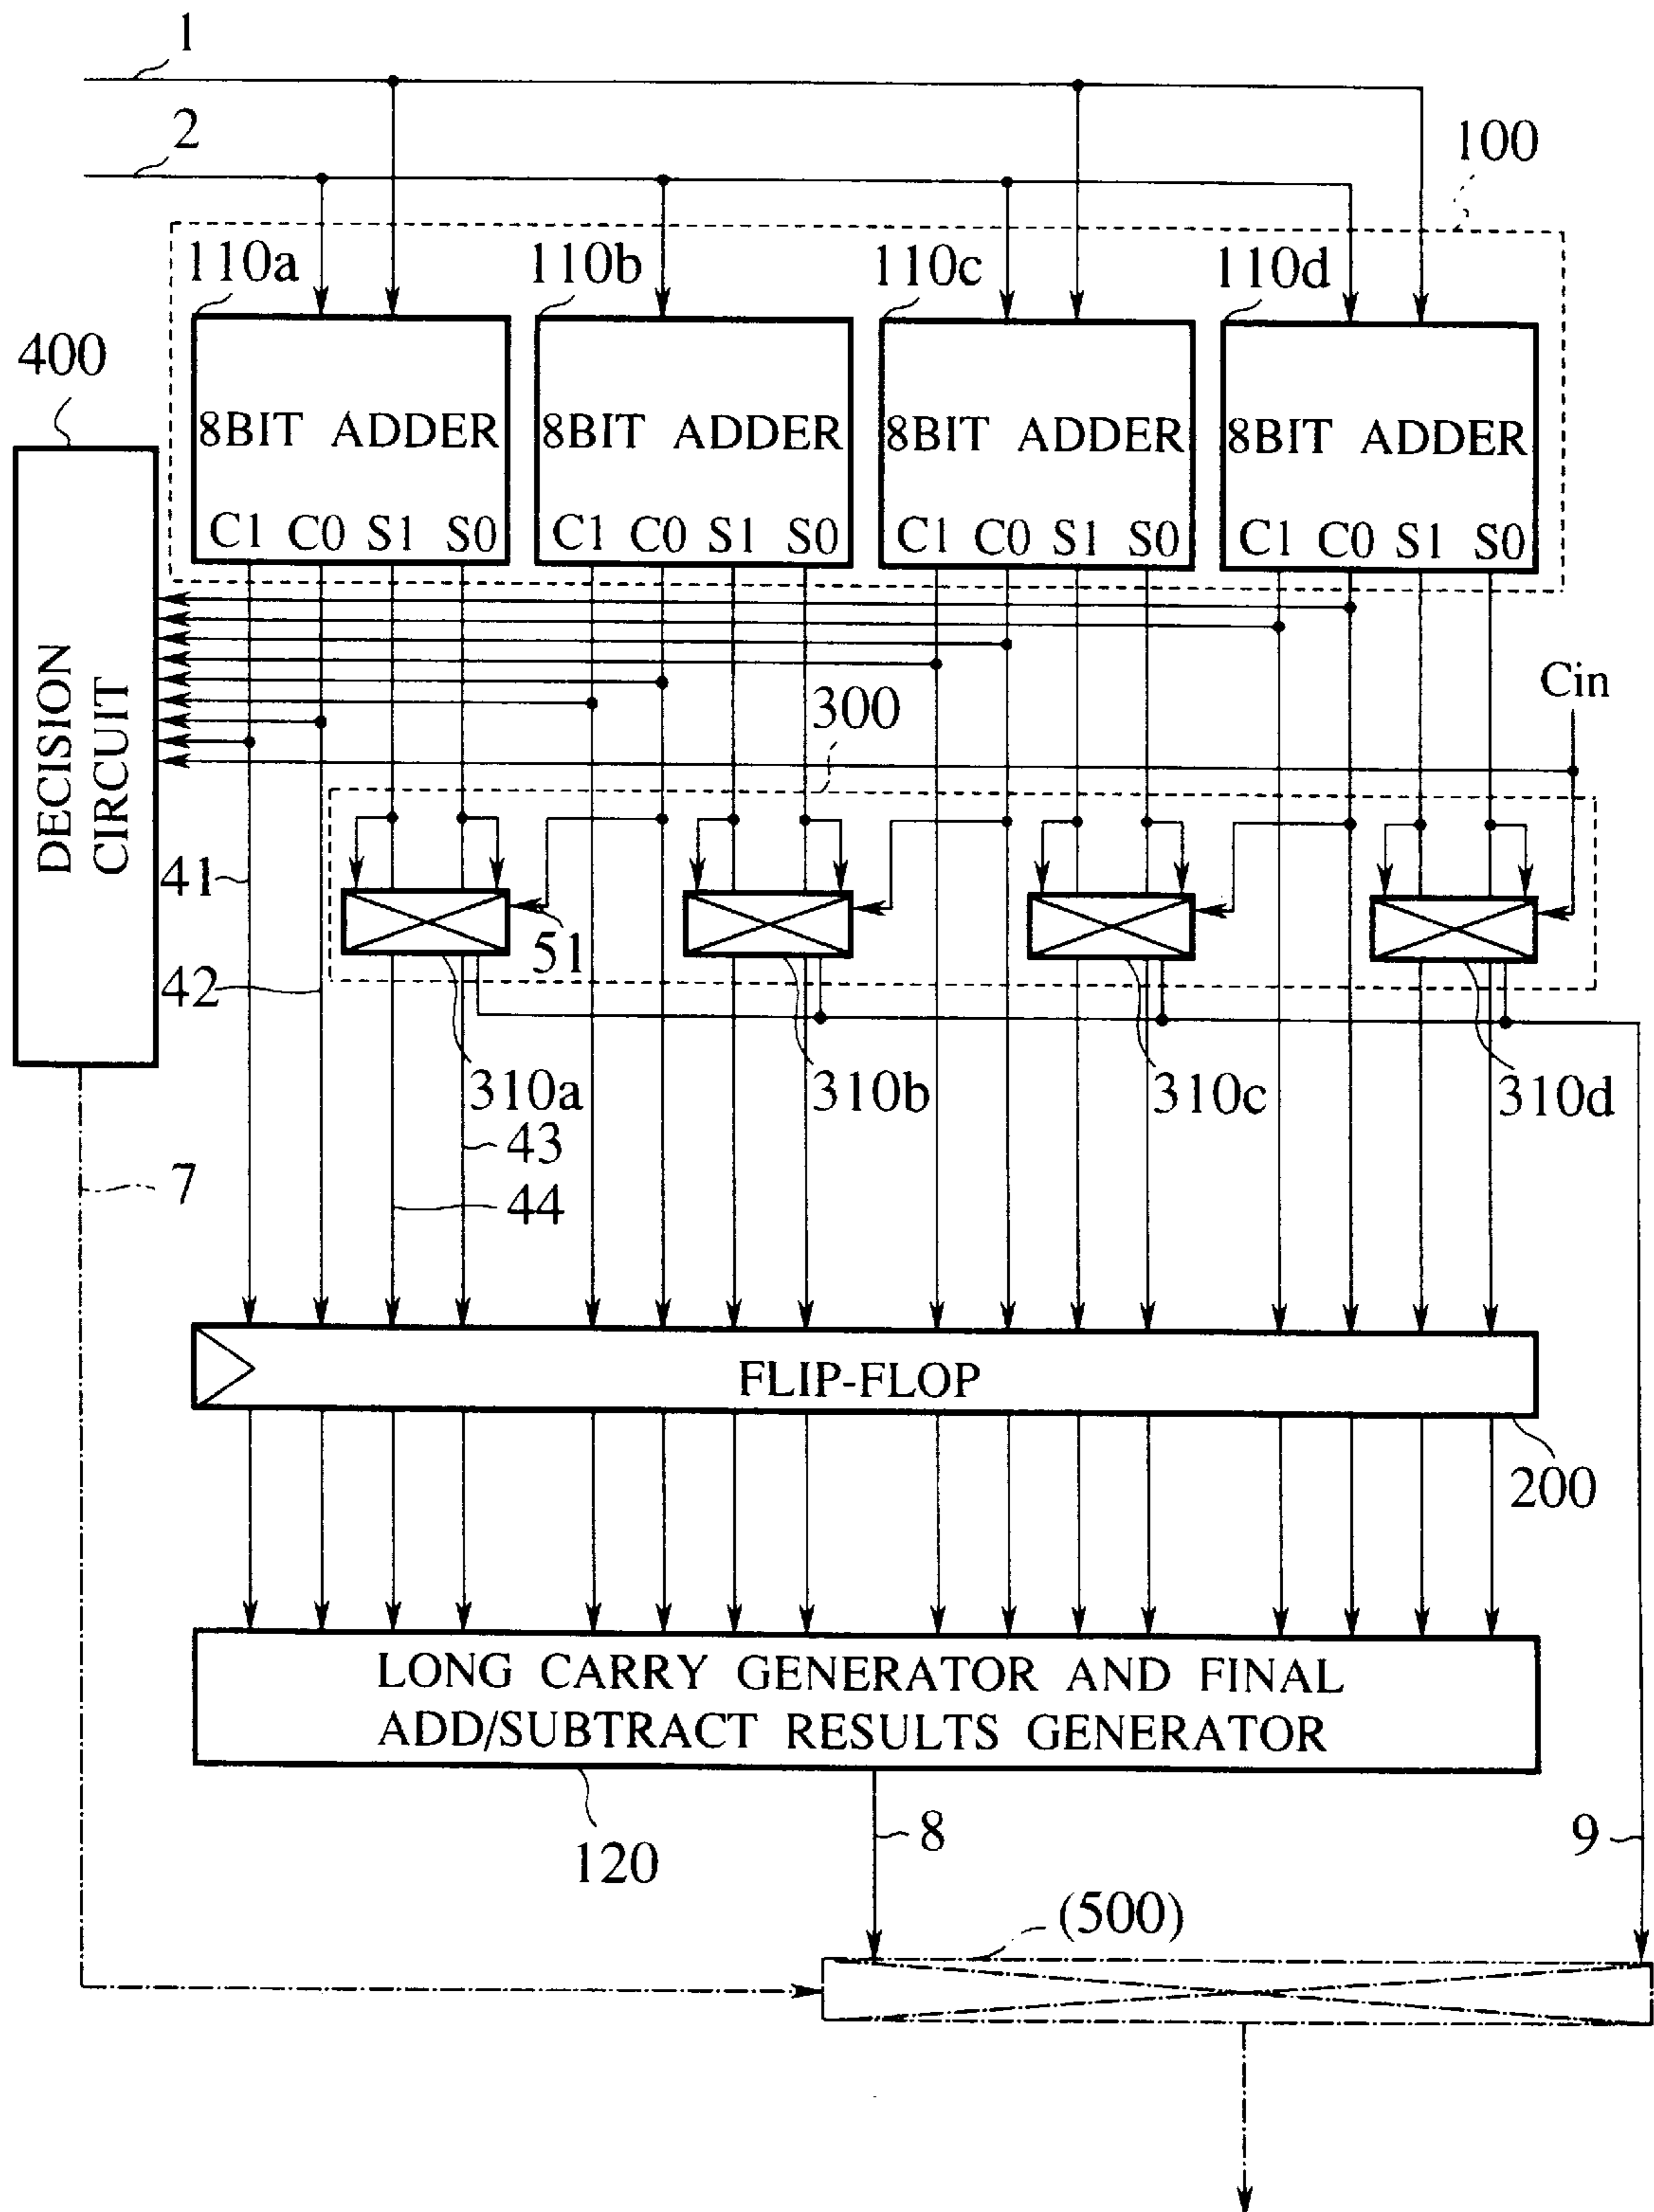 1
2
100
110a
110b
110c
110d
400
8BIT ADDER
8BIT ADDER
8BIT ADDER
8BIT ADDER
C1 C0 S1 S0
C1 C0 S1 S0
C1 C0 S1 S0
C1 C0 S1 S0
DECISION
CIRCUIT
Cin
300
41
51
42
310a
310b
310c
310d
43
7
44
FLIP-FLOP
200
LONG CARRY GENERATOR AND FINAL
ADD/SUBTRACT RESULTS GENERATOR
8
9
120
(500)